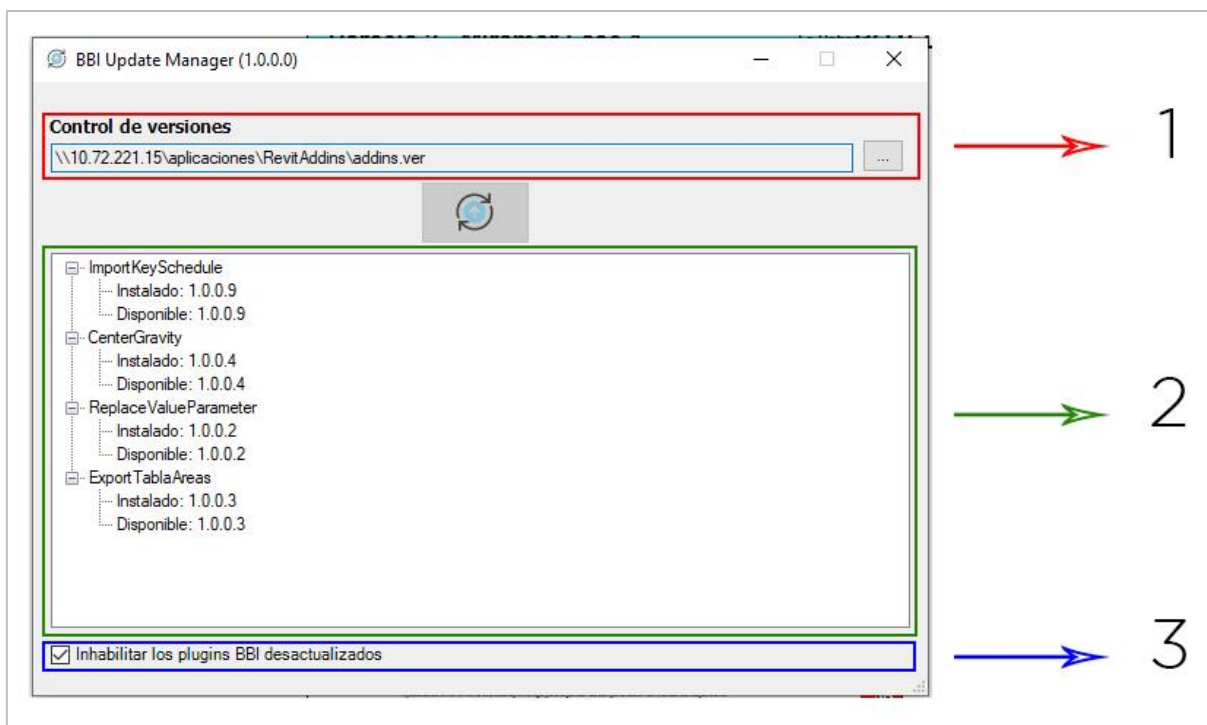 BBI Update Manager (1.0.0.0)
Control de versiones
\\10.72.221.15\aplicaciones\RevitAddins\addins.ver
...
1
ImportKeySchedule
Instalado: 1.0.0.9
Disponible: 1.0.0.9
CenterGravity
Instalado: 1.0.0.4
Disponible: 1.0.0.4
ReplaceValueParameter
Instalado: 1.0.0.2
Disponible: 1.0.0.2
ExportTablaAreas
Instalado: 1.0.0.3
Disponible: 1.0.0.3
2
Inhabilitar los plugins BBI desactualizados
3